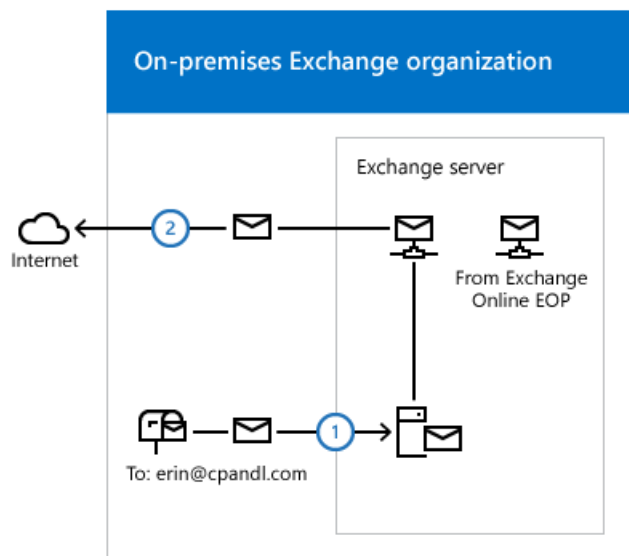 On-premises Exchange organization
Exchange server
2
Internet
From Exchange
Online EOP
1
To: erin@cpandl.com